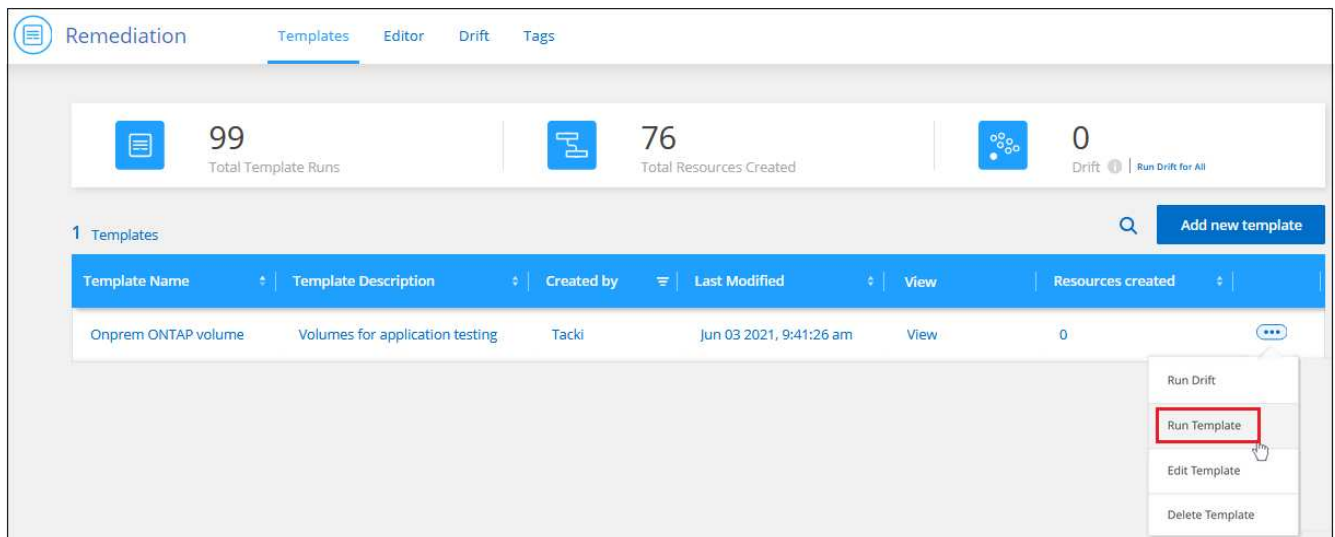 Remediation Templates Editor Drift Tags
99 76 0
Total Template Runs Total Resources Created Drift Run Drift for All
1 Templates Add new template
Template Name Template Description Created by Last Modified View Resources created
Onprem ONTAP volume Volumes for application testing Tacki Jun 03 2021, 9:41:26 am View 0
Run Drift
Run Template
Edit Template
Delete Template